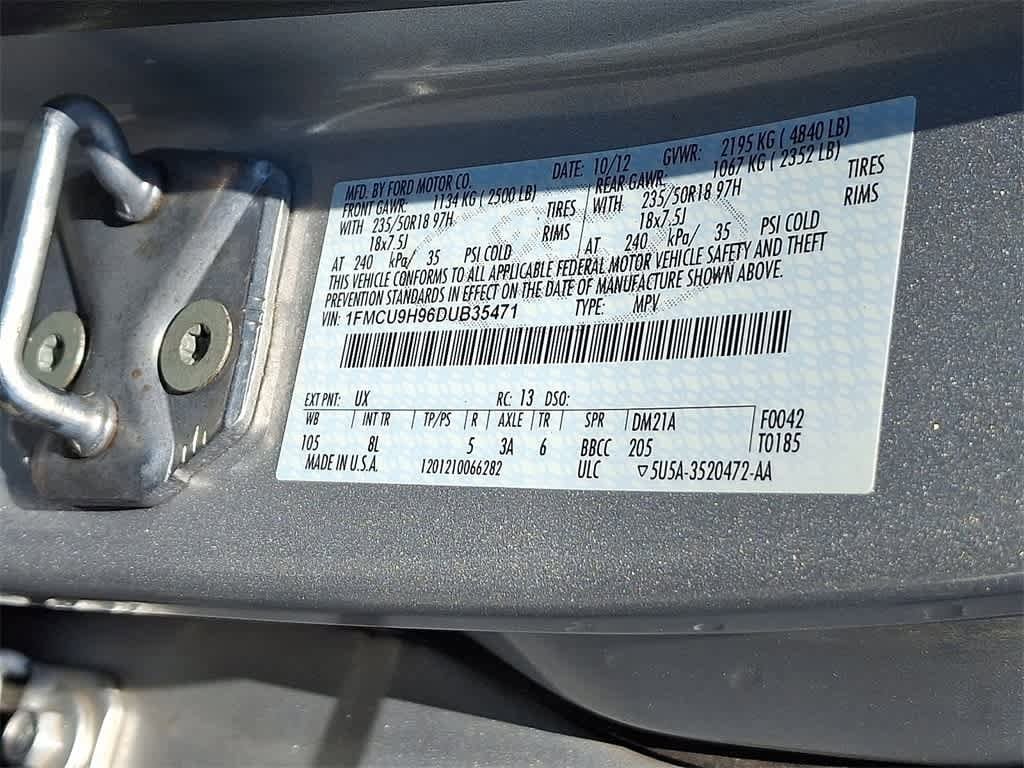 MFD. BY FORD MOTOR CO. DATE: 10/12 GVWR: 2195 KG ( 4840 LB)
FRONT GAWR: 1134 KG ( 2500 LB) REAR GAWR: 1067 KG ( 2352 LB)
WITH 235/50R18 97H TIRES WITH 235/50R18 97H TIRES
18x7.5J RIMS 18x7.5J RIMS
AT 240 kPa/ 35 PSI COLD AT 240 kPa/ 35 PSI COLD
THIS VEHICLE CONFORMS TO ALL APPLICABLE FEDERAL MOTOR VEHICLE SAFETY AND THEFT
PREVENTION STANDARDS IN EFFECT ON THE DATE OF MANUFACTURE SHOWN ABOVE.
VIN: 1FMCU9H96DUB35471 TYPE: MPV
EXT PNT: UX RC: 13 DSO:
WB INT TR TP/PS R AXLE TR SPR DM21A F0042
105 8L 5 3A 6 BBCC 205 T0185
MADE IN U.S.A. 1201210066282 ULC ▽5U5A-3520472-AA